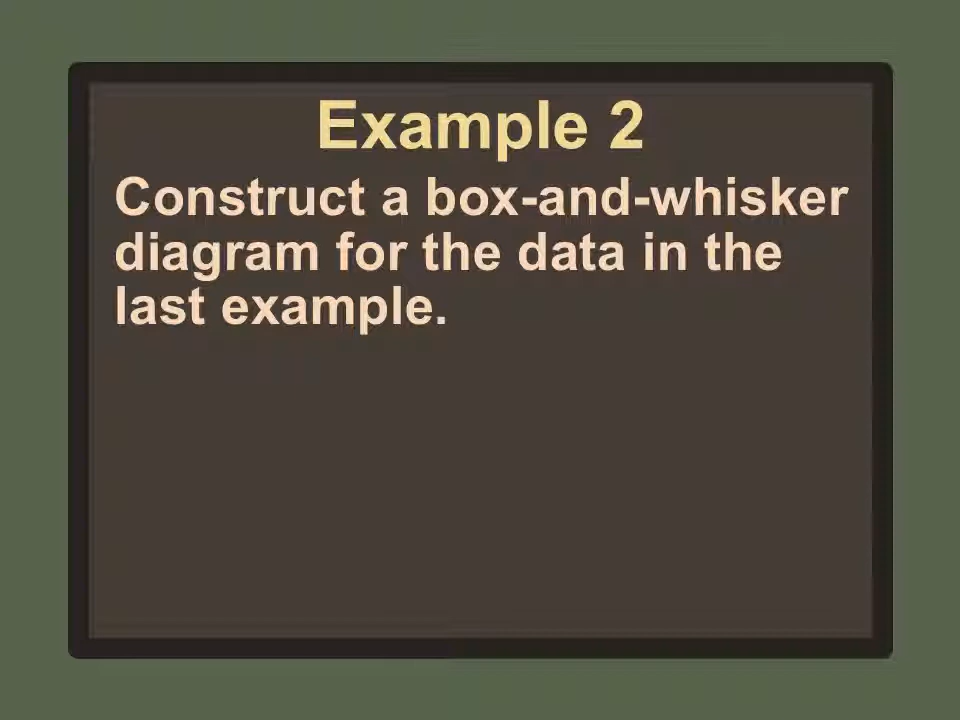 Example 2
Construct a box-and-whisker
diagram for the data in the
last example.